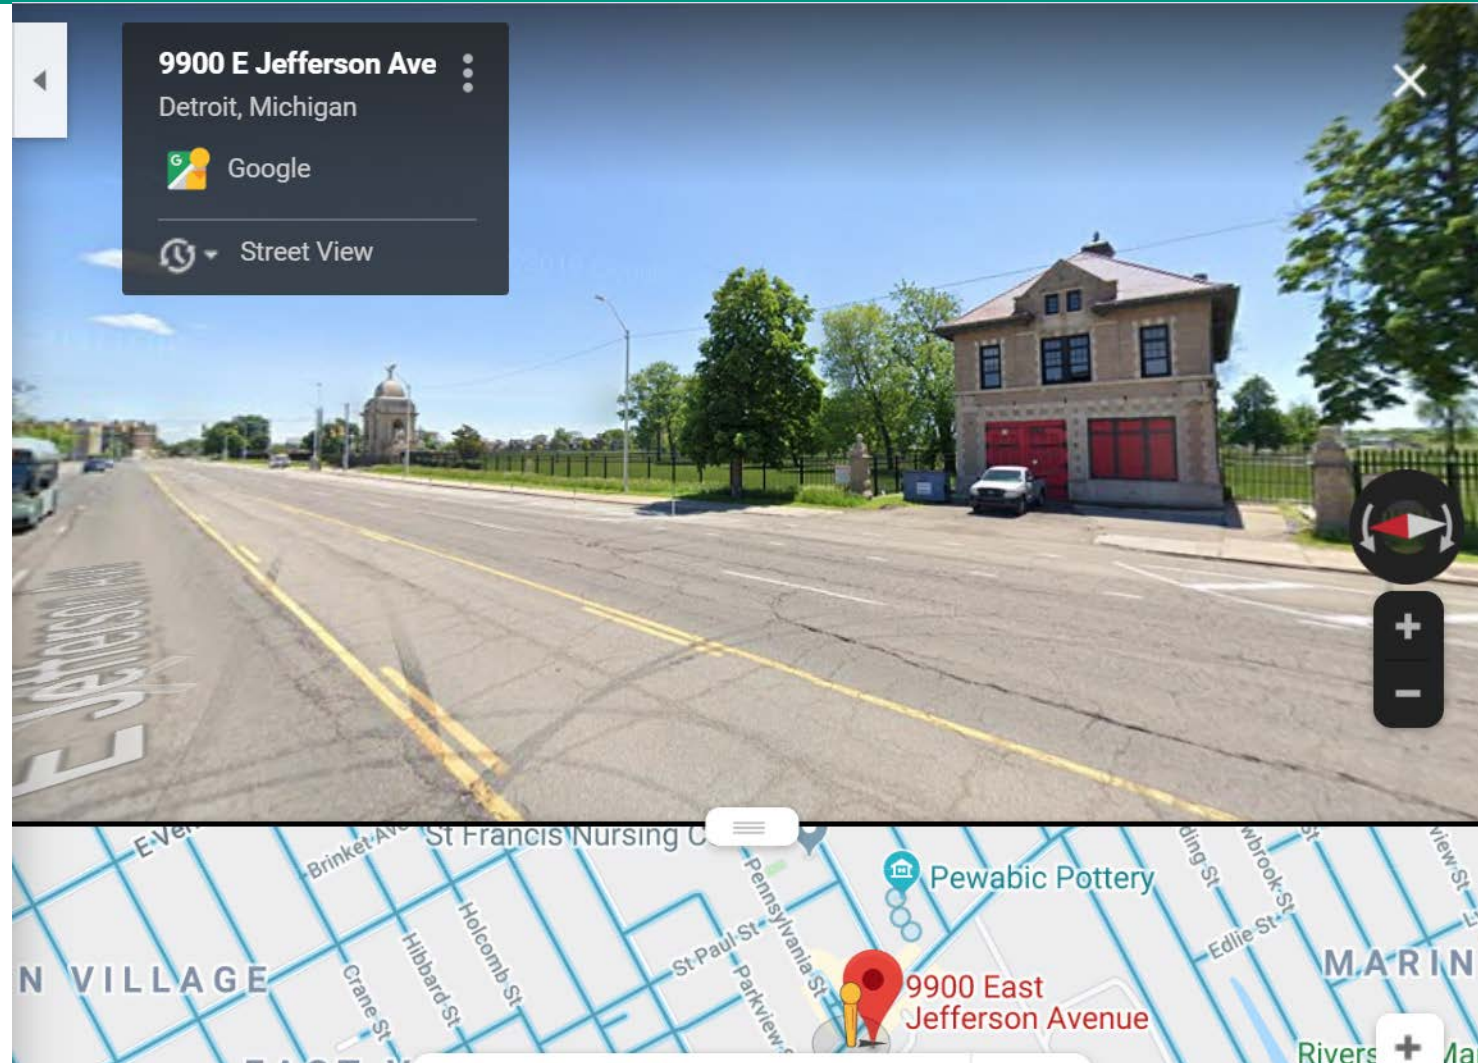 9900 E Jefferson Ave
Detroit, Michigan
Google
Street View
E Jefferson Ave
St Francis Nursing C
Brinket Ave
Pennsylvania St
Pewabic Pottery
Holcomb St
St Paul St
Edlie St
Hibbard St
N VILLAGE
Crane St
Parkview
MARIN
9900 East
Jefferson Avenue